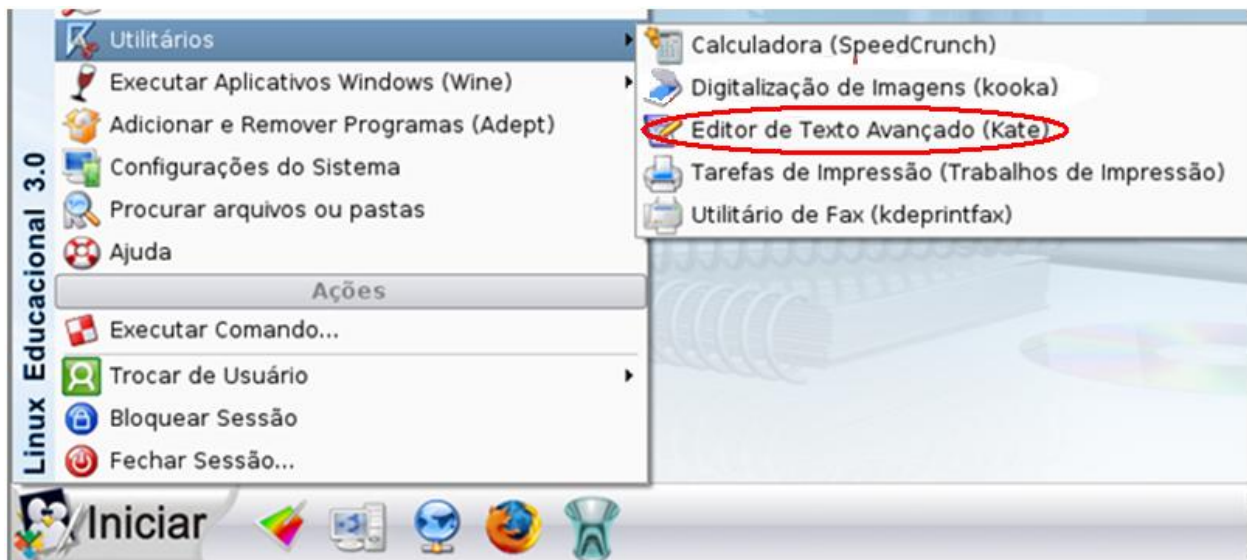 Utilitários
Executar Aplicativos Windows (Wine)
Adicionar e Remover Programas (Adept)
Configurações do Sistema
Procurar arquivos ou pastas
Ajuda
Ações
Executar Comando...
Trocar de Usuário
Bloquear Sessão
Fechar Sessão...
Linux Educacional 3.0
Calculadora (SpeedCrunch)
Digitalização de Imagens (kooka)
Editor de Texto Avançado (Kate)
Tarefas de Impressão (Trabalhos de Impressão)
Utilitário de Fax (kdeprintfax)
Iniciar